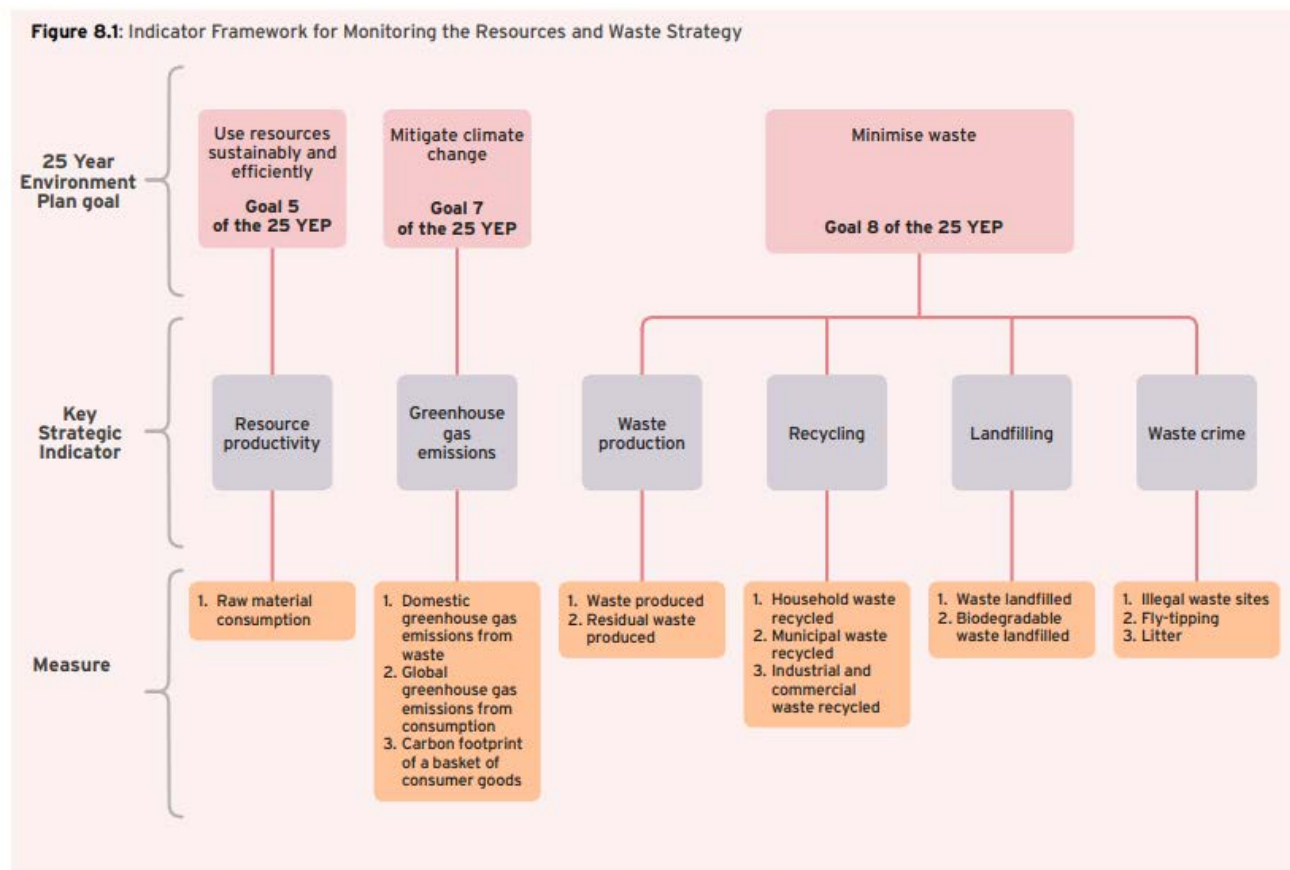 Figure 8.1: Indicator Framework for Monitoring the Resources and Waste Strategy
25 Year
Environment
Plan goal
Use resources
sustainably and
efficiently
Goal 5
of the 25 YEP
Mitigate climate
change
Goal 7
of the 25 YEP
Minimise waste
Goal 8 of the 25 YEP
Key
Strategic
Indicator
Resource
productivity
Greenhouse
gas
emissions
Waste
production
Recycling
Landfilling
Waste crime
Measure
1. Raw material
consumption
1. Domestic
greenhouse gas
emissions from
waste
2. Global
greenhouse gas
emissions from
consumption
3. Carbon footprint
of a basket of
consumer goods
1. Waste produced
2. Residual waste
produced
1. Household waste
recycled
2. Municipal waste
recycled
3. Industrial and
commercial
waste recycled
1. Waste landfilled
2. Biodegradable
waste landfilled
1. Illegal waste sites
2. Fly-tipping
3. Litter